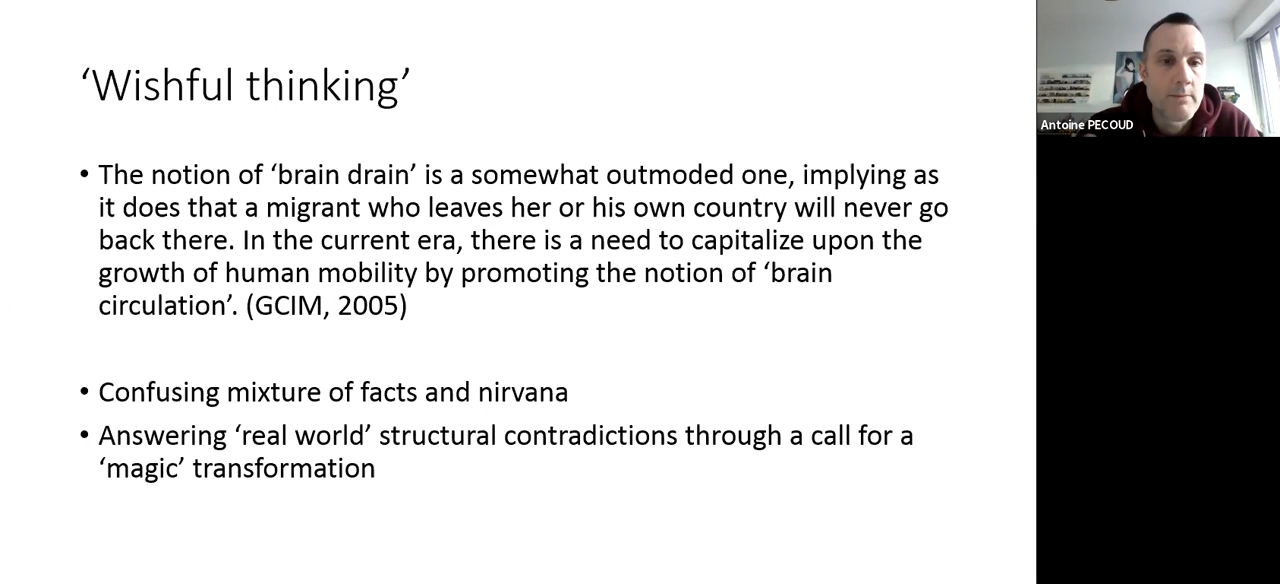 ‘Wishful thinking’
• The notion of ‘brain drain’ is a somewhat outmoded one, implying as
it does that a migrant who leaves her or his own country will never go
back there. In the current era, there is a need to capitalize upon the
growth of human mobility by promoting the notion of ‘brain
circulation’. (GCIM, 2005)
• Confusing mixture of facts and nirvana
• Answering ‘real world’ structural contradictions through a call for a
‘magic’ transformation
Antoine PECOUD